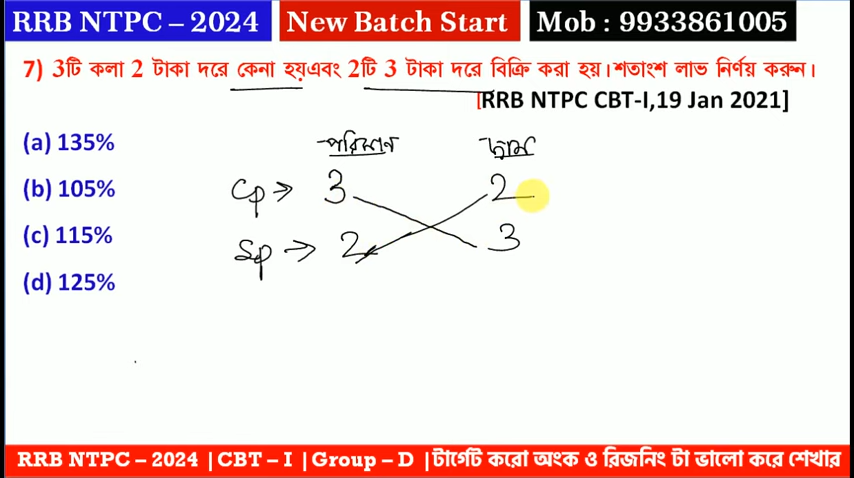 RRB NTPC – 2024 New Batch Start Mob : 9933861005
7) 3টি কলা 2 টাকা দরে কেনা হয়এবং 2টি 3 টাকা দরে বিক্রি করা হয়।শতাংশ লাভ নির্ণয় করুন।
[RRB NTPC CBT-I,19 Jan 2021]
(a) 135%
(b) 105%
(c) 115%
(d) 125%
পরিমাণ দাম
Cp → 3 2
Sp → 2 3
RRB NTPC – 2024 |CBT – I |Group – D |টার্গেট করো অংক ও রিজনিং টা ভালো করে শেখার